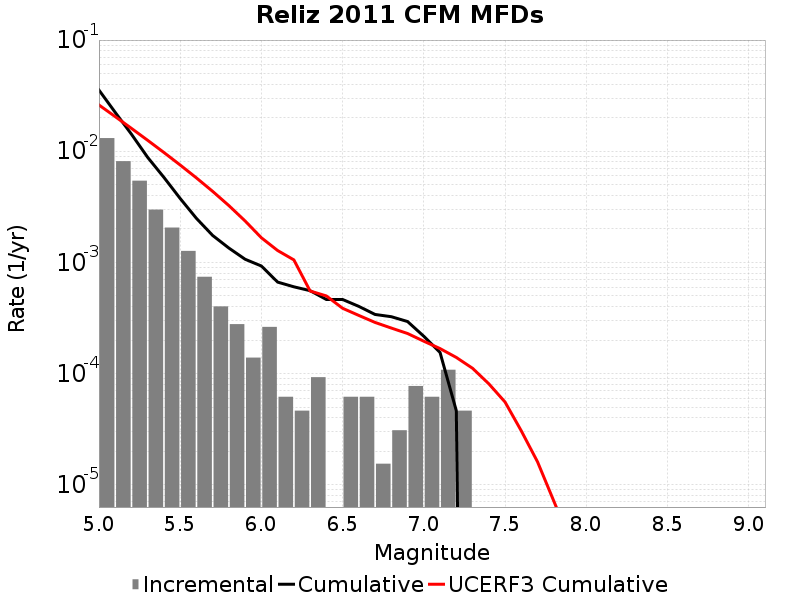 Reliz 2011 CFM MFDs
10-1
10-2
10-3
10-4
10-5
Rate (1/yr)
5.0 5.5 6.0 6.5 7.0 7.5 8.0 8.5 9.0
Magnitude
Incremental Cumulative UCERF3 Cumulative